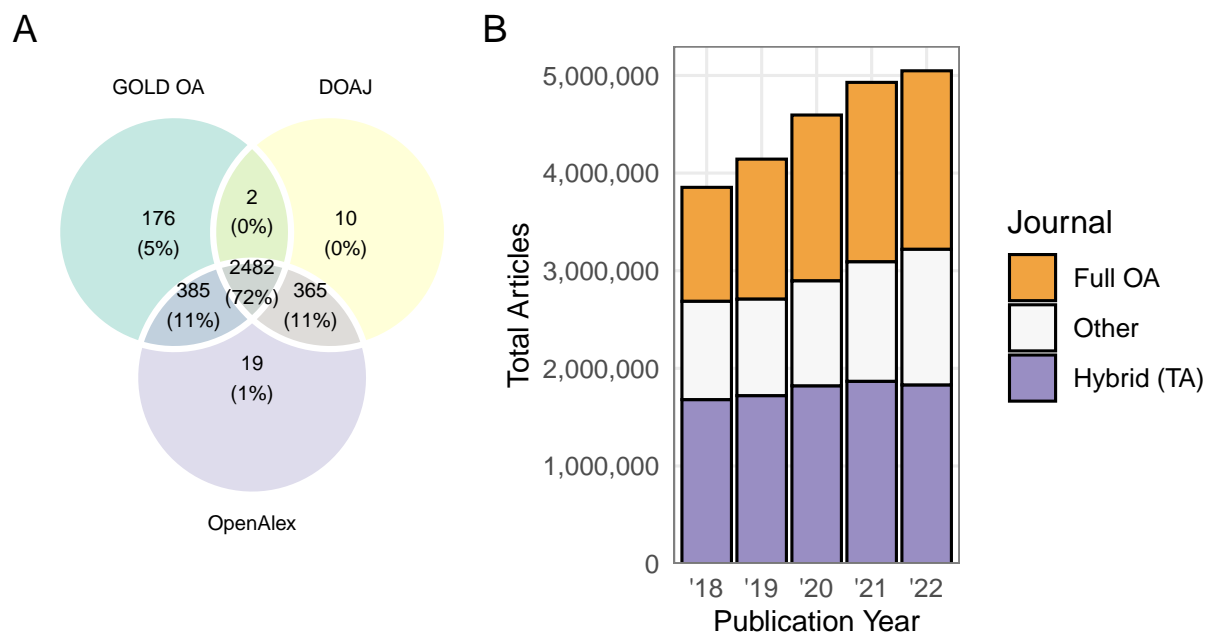 A
GOLD OA
DOAJ
2
(0%)
176
(5%)
10
(0%)
2482
(72%)
385
(11%)
365
(11%)
19
(1%)
OpenAlex
B
Total Articles
5,000,000
4,000,000
3,000,000
2,000,000
1,000,000
0
'18
'19
'20
'21
'22
Publication Year
Journal
Full OA
Other
Hybrid (TA)